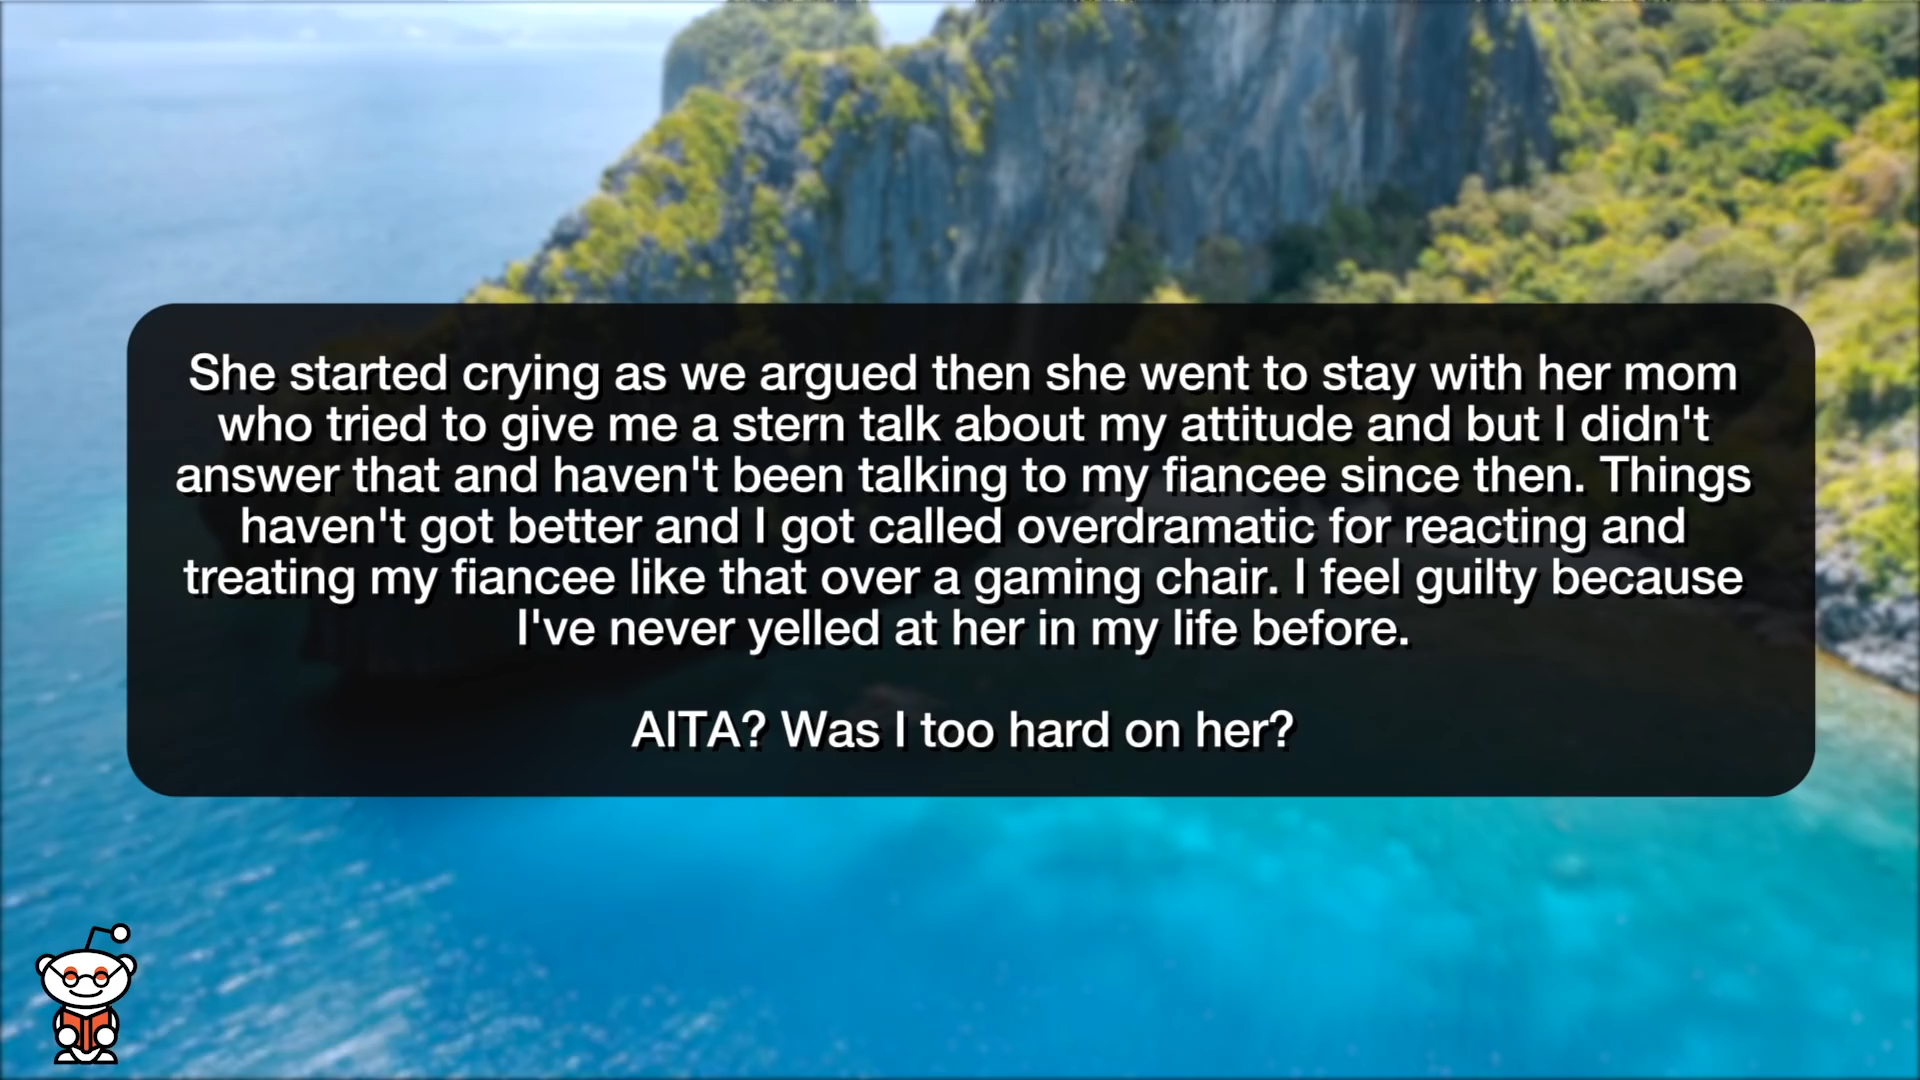 She started crying as we argued then she went to stay with her mom
who tried to give me a stern talk about my attitude and but I didn't
answer that and haven't been talking to my fiancee since then. Things
haven't got better and I got called overdramatic for reacting and
treating my fiancee like that over a gaming chair. I feel guilty because
I've never yelled at her in my life before.
AITA? Was I too hard on her?